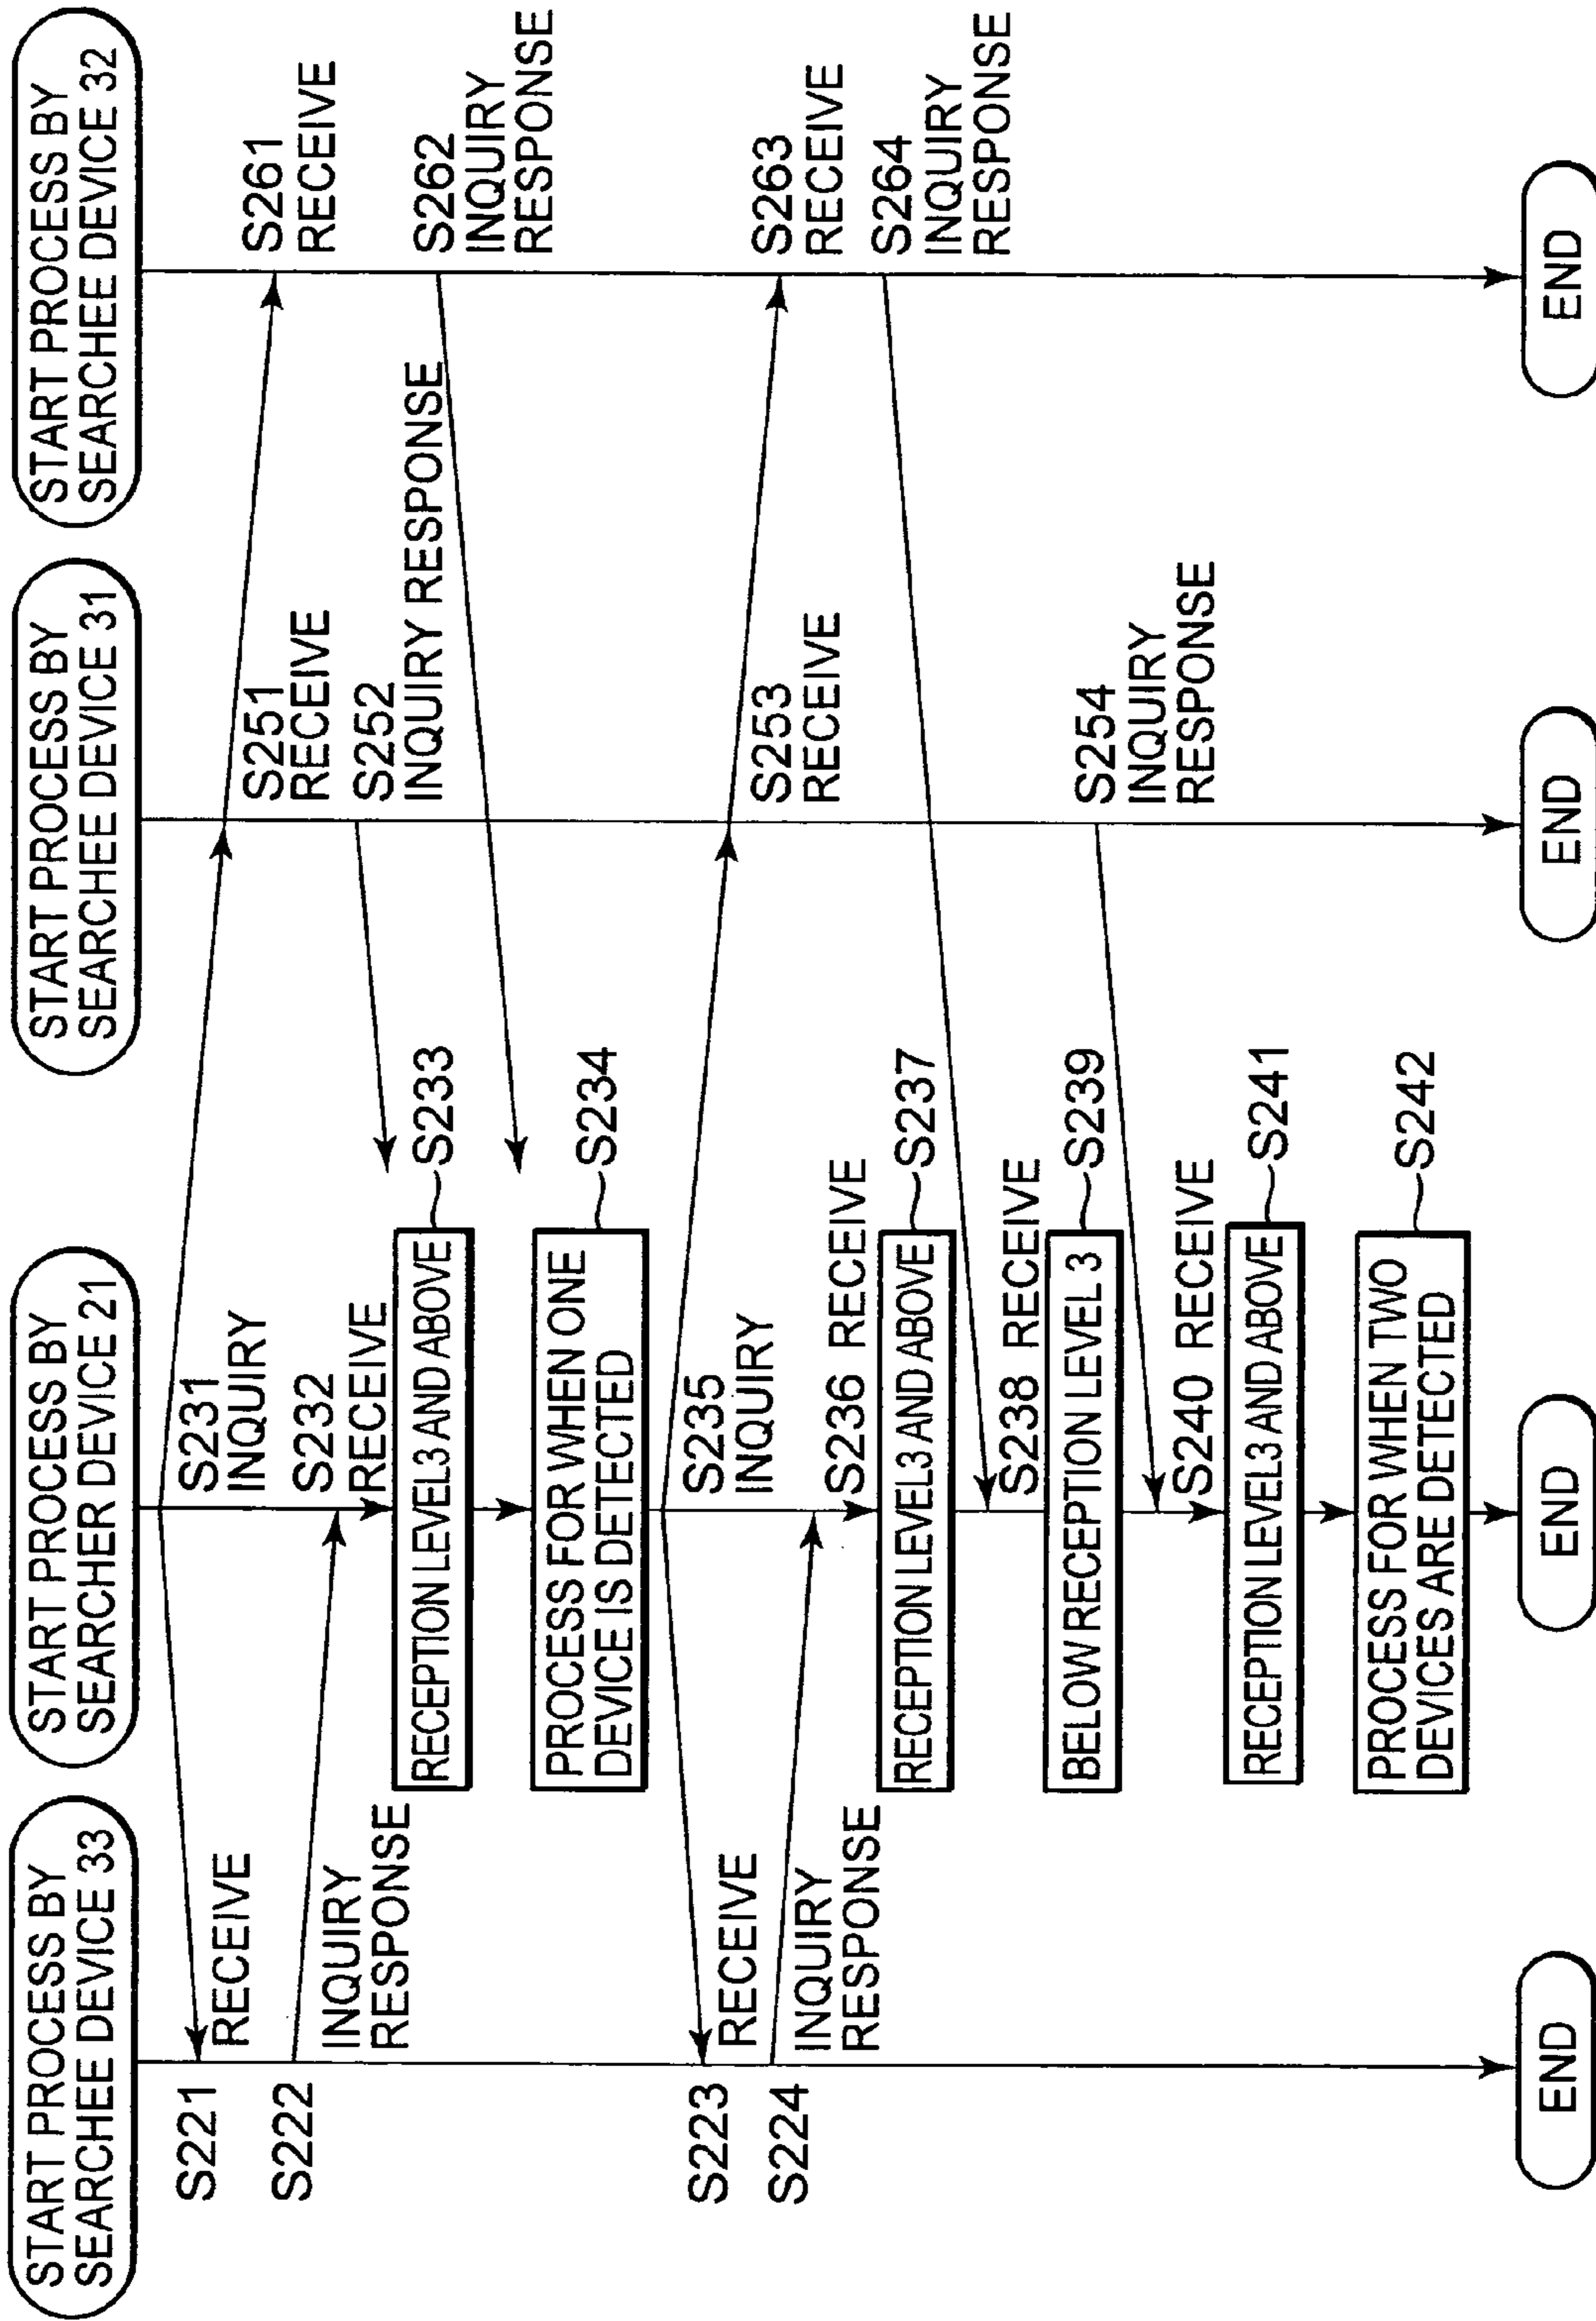 START PROCESS BY
SEARCHEE DEVICE 33
S221
RECEIVE
S222
INQUIRY
RESPONSE
S223
RECEIVE
S224
INQUIRY
RESPONSE
END
START PROCESS BY
SEARCHER DEVICE 21
S231
INQUIRY
S232
RECEIVE
RECEPTION LEVEL3 AND ABOVE
S233
PROCESS FOR WHEN ONE
DEVICE IS DETECTED
S234
S235
INQUIRY
S236 RECEIVE
RECEPTION LEVEL3 AND ABOVE
S237
S238 RECEIVE
BELOW RECEPTION LEVEL 3
S239
S240 RECEIVE
RECEPTION LEVEL3 AND ABOVE
S241
PROCESS FOR WHEN TWO
DEVICES ARE DETECTED
S242
END
START PROCESS BY
SEARCHEE DEVICE 31
S251
RECEIVE
S252
INQUIRY RESPONSE
S253
RECEIVE
S254
INQUIRY
RESPONSE
END
START PROCESS BY
SEARCHEE DEVICE 32
S261
RECEIVE
S262
INQUIRY
RESPONSE
S263
RECEIVE
S264
INQUIRY
RESPONSE
END